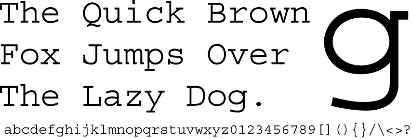 The Quick Brown
Fox Jumps Over
The Lazy Dog.
g
abcdefghijklmnopqrstuvwxyz0123456789[](){}/\<>?